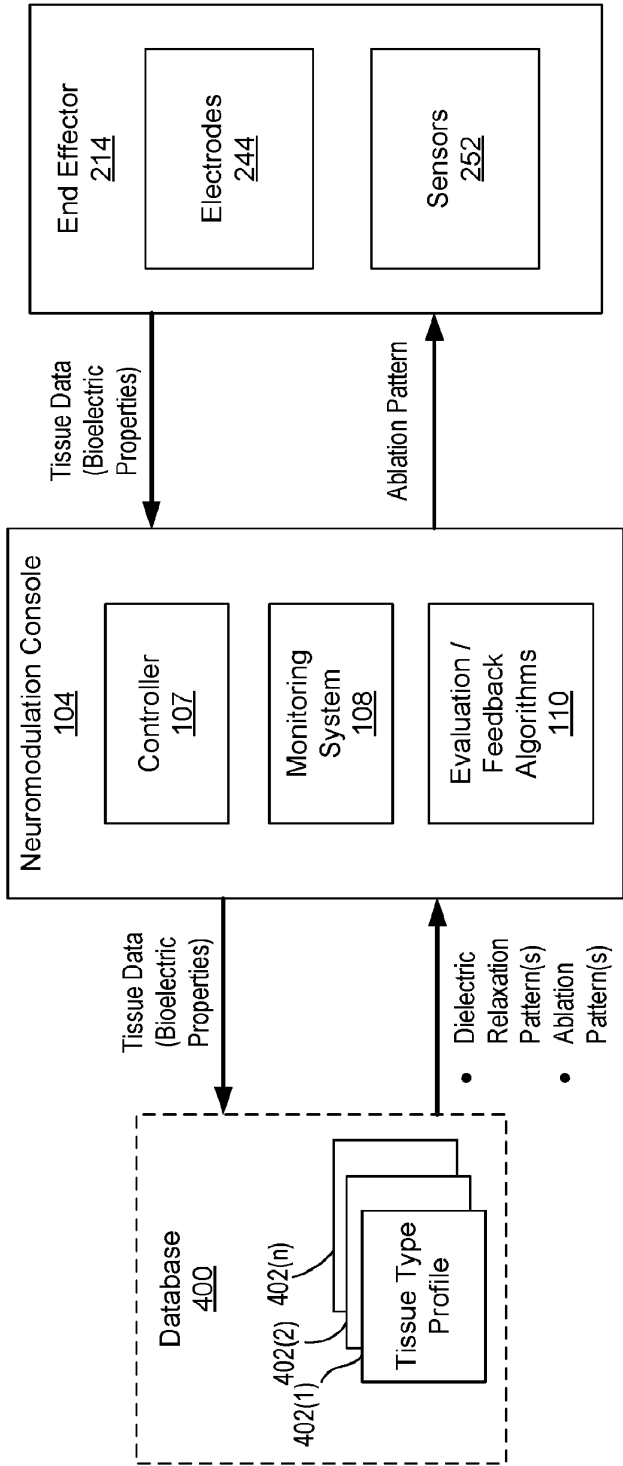 Database
400
402(1)
402(2)
402(n)
Tissue Type
Profile
Tissue Data
(Bioelectric
Properties)
• Dielectric
Relaxation
Pattern(s)
• Ablation
Pattern(s)
Neuromodulation Console
104
Controller
107
Monitoring
System
108
Evaluation /
Feedback
Algorithms
110
Tissue Data
(Bioelectric
Properties)
Ablation Pattern
End Effector
214
Electrodes
244
Sensors
252